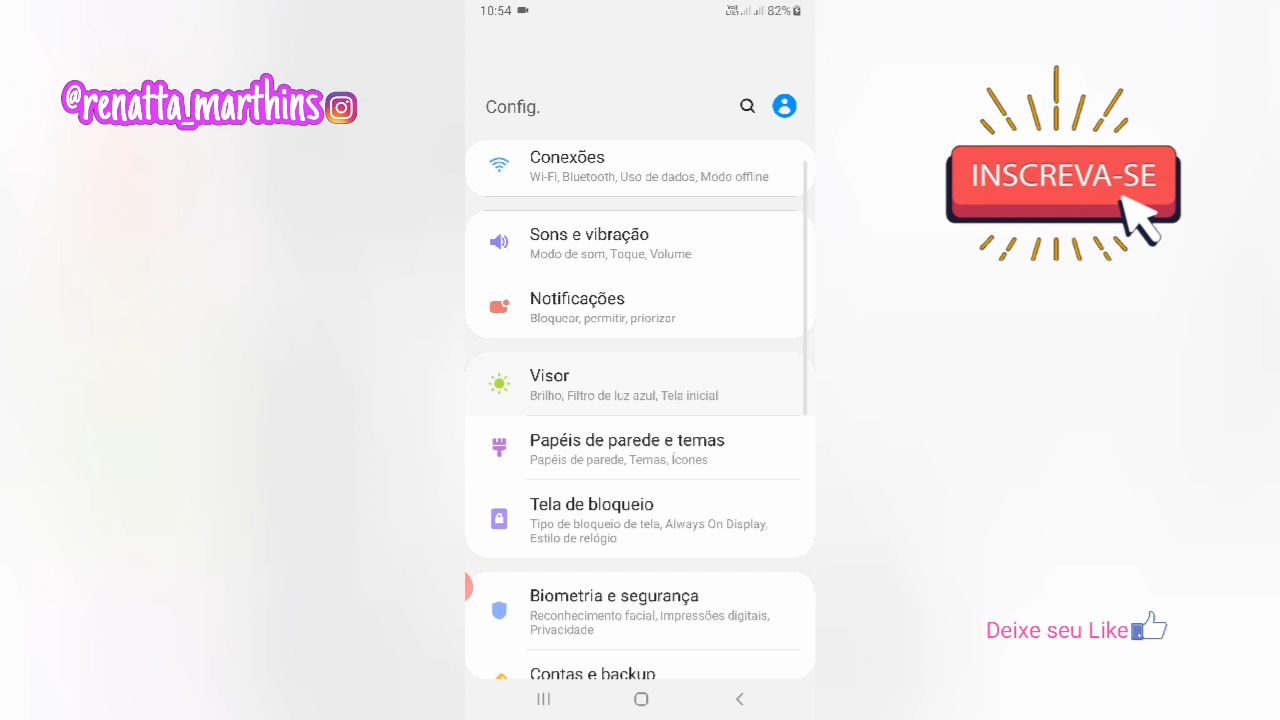 10:54
82%
@renatta_marthins
Config.
Conexões
Wi-Fi, Bluetooth, Uso de dados, Modo offline
Sons e vibração
Modo de som, Toque, Volume
Notificações
Bloquear, permitir, priorizar
Visor
Brilho, Filtro de luz azul, Tela inicial
Papéis de parede e temas
Papéis de parede, Temas, Ícones
Tela de bloqueio
Tipo de bloqueio de tela, Always On Display,
Estilo de relógio
Biometria e segurança
Reconhecimento facial, Impressões digitais,
Privacidade
Contas e backup
INSCREVA-SE
Deixe seu Like